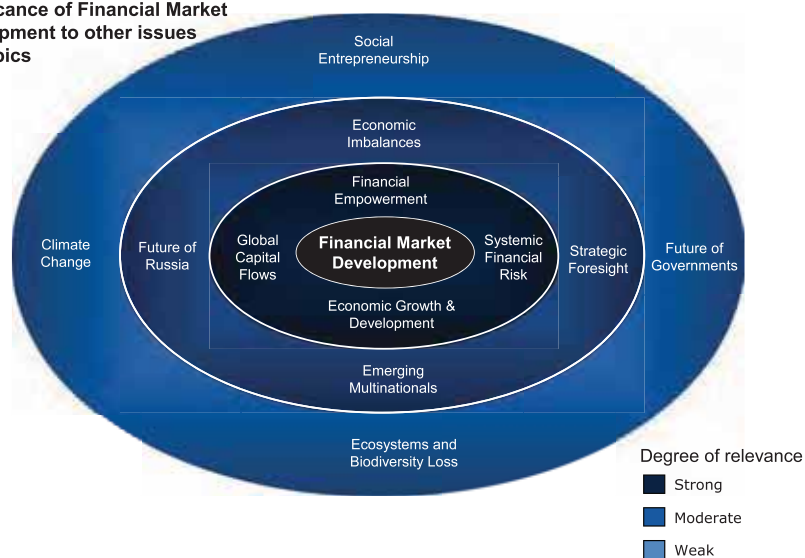 cance of Financial Market
pment to other issues
pics
Social
Entrepreneurship
Economic
Imbalances
Financial
Empowerment
Climate
Change
Future of
Russia
Global
Capital
Flows
Financial Market
Development
Systemic
Financial
Risk
Strategic
Foresight
Future of
Governments
Economic Growth &
Development
Emerging
Multinationals
Ecosystems and
Biodiversity Loss
Degree of relevance
Strong
Moderate
Weak